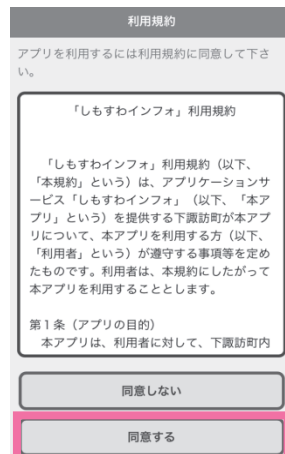 利用規約
アプリを利用するには利用規約に同意して下さ
い。
「しもすわインフォ」利用規約
「しもすわインフォ」利用規約（以下、
「本規約」という）は、アプリケーションサ
ービス「しもすわインフォ」（以下、「本ア
プリ」という）を提供する下諏訪町が本アプ
リについて、本アプリを利用する方（以下、
「利用者」という）が遵守する事項等を定め
たものです。利用者は、本規約にしたがって
本アプリを利用することとします。
第１条（アプリの目的）
本アプリは、利用者に対して、下諏訪町内
同意しない
同意する